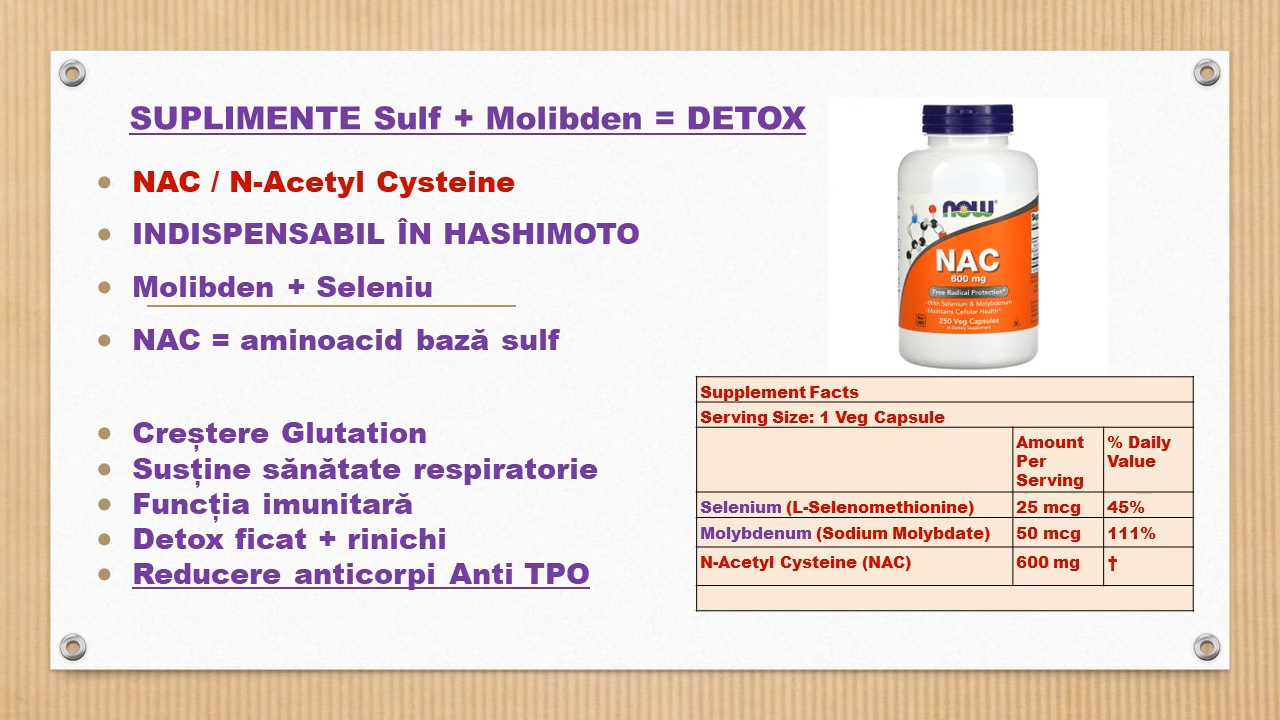 SUPLIMENTE Sulf + Molibden = DETOX
NAC / N-Acetyl Cysteine
INDISPENSABIL ÎN HASHIMOTO
Molibden + Seleniu
NAC = aminoacid bază sulf
Creștere Glutation
Susține sănătate respiratorie
Funcția imunitară
Detox ficat + rinichi
Reducere anticorpi Anti TPO
now
NAC
600 mg
Free Radical Protection*
With Selenium & Molybdenum
Maintains Cellular Health*
250 Veg Capsules
A Dietary Supplement
Supplement Facts
Serving Size: 1 Veg Capsule
Amount Per Serving
% Daily Value
Selenium (L-Selenomethionine) 25 mcg 45%
Molybdenum (Sodium Molybdate) 50 mcg 111%
N-Acetyl Cysteine (NAC) 600 mg †